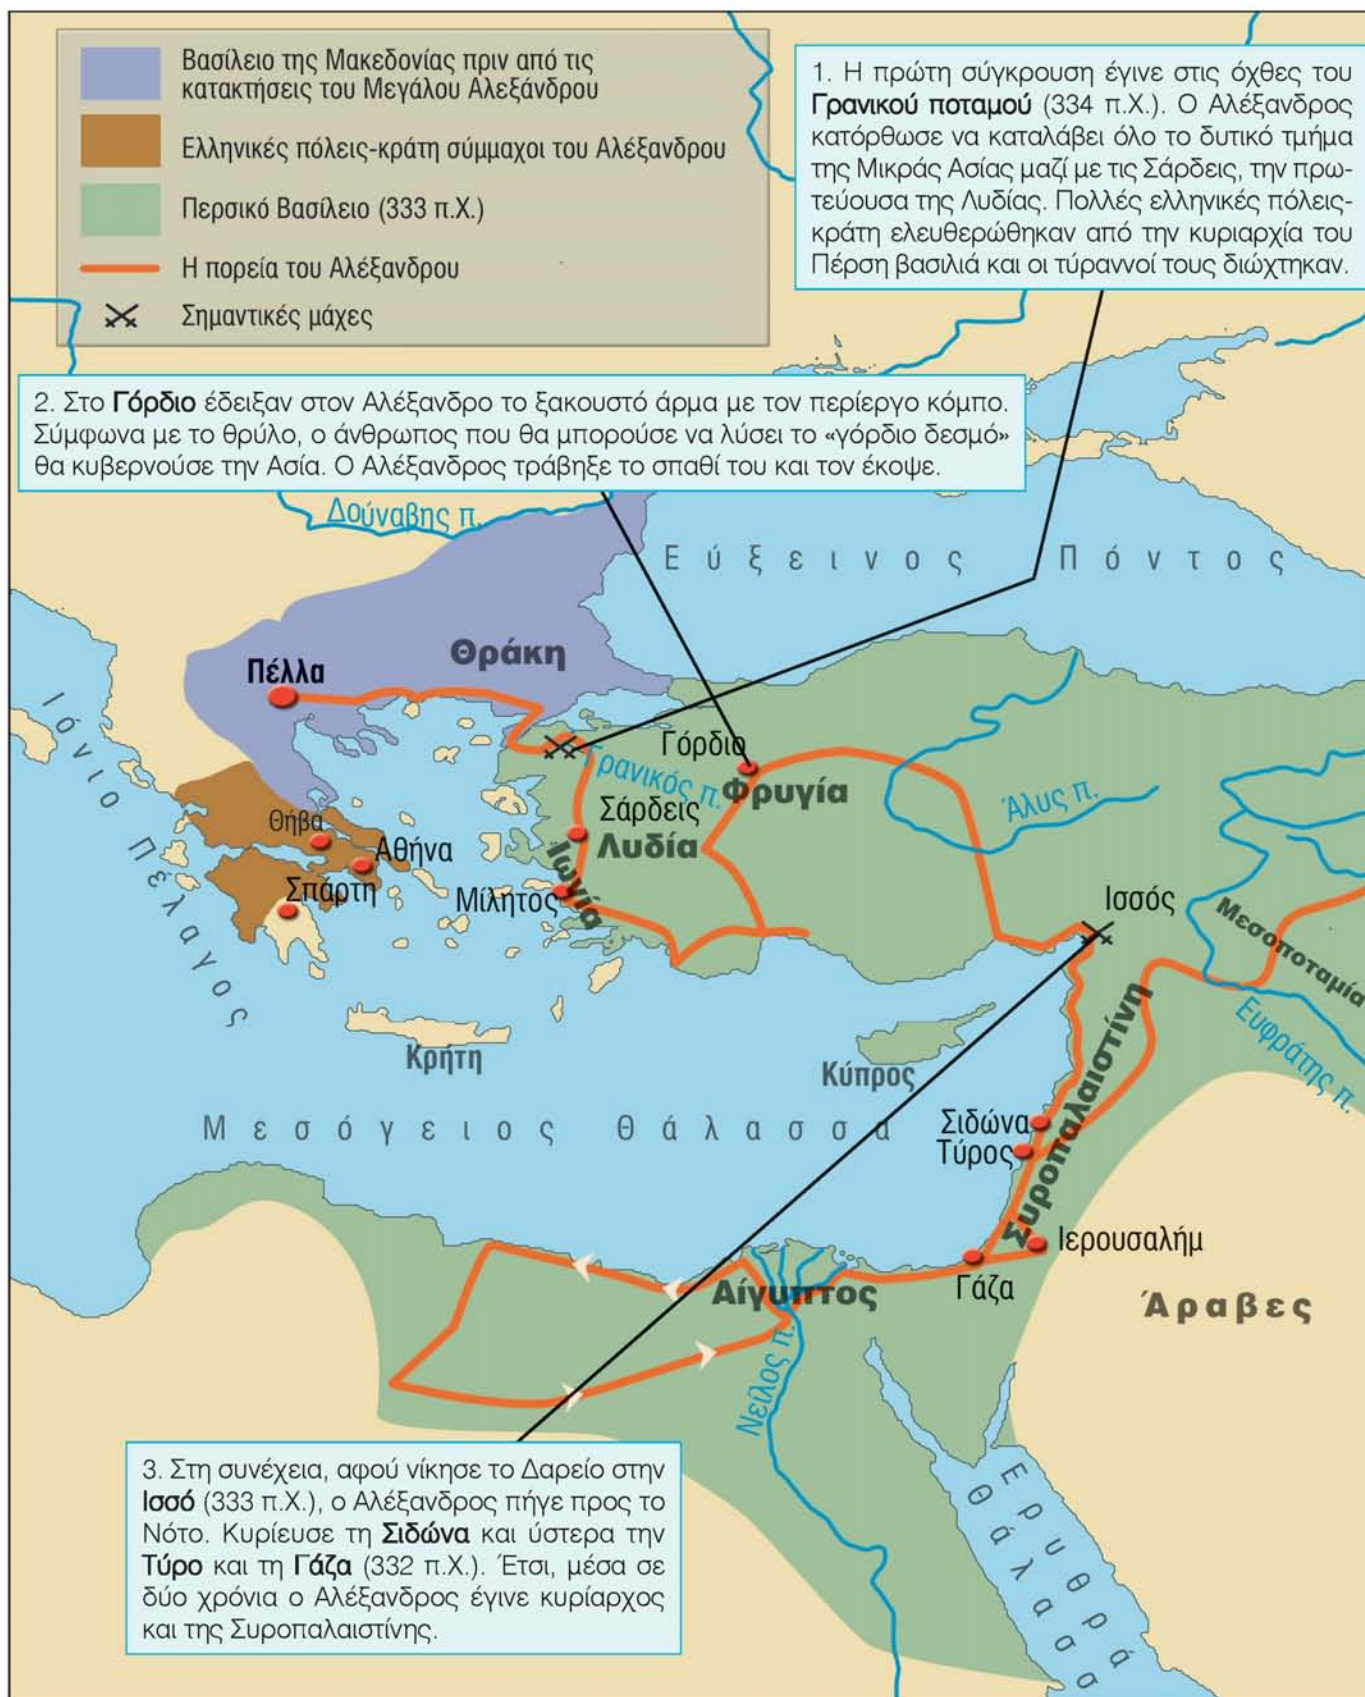 Βασίλειο της Μακεδονίας πριν από τις
κατακτήσεις του Μεγάλου Αλεξάνδρου
Ελληνικές πόλεις-κράτη σύμμαχοι του Αλέξανδρου
Περσικό Βασίλειο (333 π.Χ.)
Η πορεία του Αλέξανδρου
Σημαντικές μάχες
1. Η πρώτη σύγκρουση έγινε στις όχθες του
Γρανικού ποταμού (334 π.Χ.). Ο Αλέξανδρος
κατόρθωσε να καταλάβει όλο το δυτικό τμήμα
της Μικράς Ασίας μαζί με τις Σάρδεις, την πρω-
τεύουσα της Λυδίας. Πολλές ελληνικές πόλεις-
κράτη ελευθερώθηκαν από την κυριαρχία του
Πέρση βασιλιά και οι τύραννοί τους διώχτηκαν.
2. Στο Γόρδιο έδειξαν στον Αλέξανδρο το ξακουστό άρμα με τον περίεργο κόμπο.
Σύμφωνα με το θρύλο, ο άνθρωπος που θα μπορούσε να λύσει το «γόρδιο δεσμό»
θα κυβερνούσε την Ασία. Ο Αλέξανδρος τράβηξε το σπαθί του και τον έκοψε.
Δούναβης π.
Εύξεινος Πόντος
Θράκη
Πέλλα
Ιόνιο Πέλαγος
Γόρδιο
Γρανικός π.
Φρυγία
Άλυς π.
Σάρδεις
Λυδία
Ιωνία
Θήβα
Αθήνα
Σπάρτη
Μίλητος
Ισσός
Μεσοποταμία
Ευφράτης π.
Κρήτη
Κύπρος
Μεσόγειος Θάλασσα
Σιδώνα
Τύρος
Συροπαλαιστίνη
Ιερουσαλήμ
Γάζα
Αίγυπτος
Άραβες
Νείλος π.
Ερυθρά
Θάλασσα
3. Στη συνέχεια, αφού νίκησε το Δαρείο στην
Ισσό (333 π.Χ.), ο Αλέξανδρος πήγε προς το
Νότο. Κυρίευσε τη Σιδώνα και ύστερα την
Τύρο και τη Γάζα (332 π.Χ.). Έτσι, μέσα σε
δύο χρόνια ο Αλέξανδρος έγινε κυρίαρχος
και της Συροπαλαιστίνης.